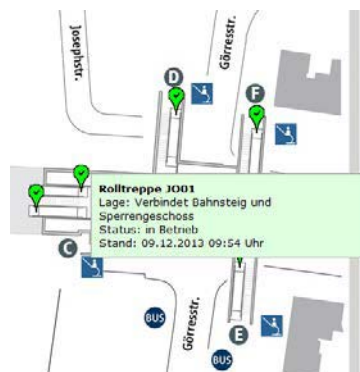 Josephstr.
Görresstr.
D
F
Rolltreppe JO01
Lage: Verbindet Bahnsteig und
Sperrengeschoss
Status: in Betrieb
Stand: 09.12.2013 09:54 Uhr
C
Görresstr.
BUS
E
BUS